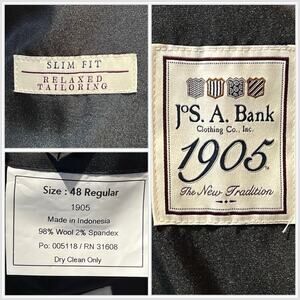 SLIM FIT
RELAXED
TAILORING
JoS. A. Bank
Clothing Co., Inc.
1905
The New Tradition
Size : 48 Regular
1905
Made in Indonesia
98% Wool 2% Spandex
Po: 005118 / RN 31608
Dry Clean Only